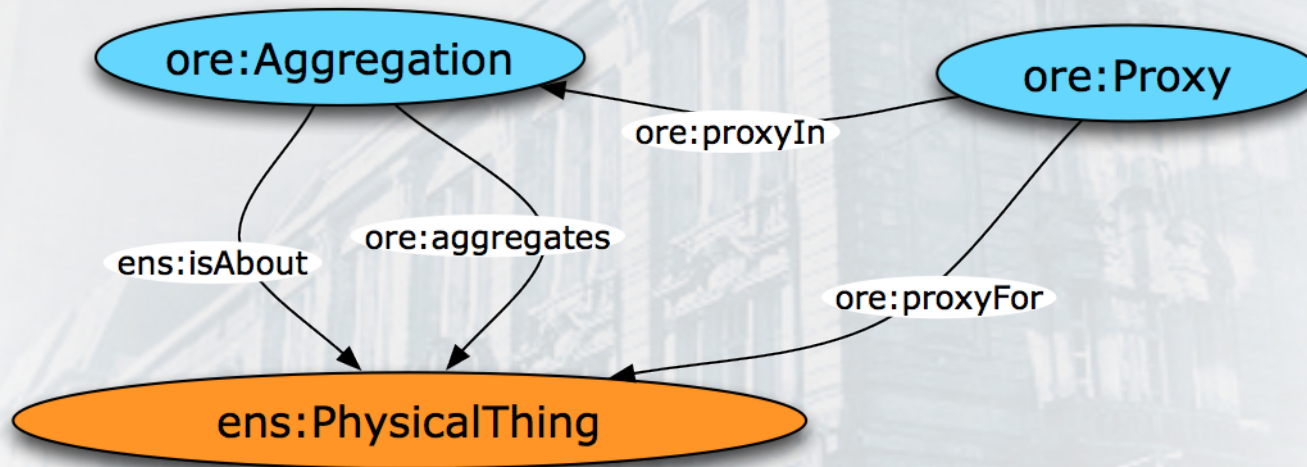 ore:Aggregation
ore:Proxy
ore:proxyIn
ore:aggregates
ens:isAbout
ore:proxyFor
ens:PhysicalThing